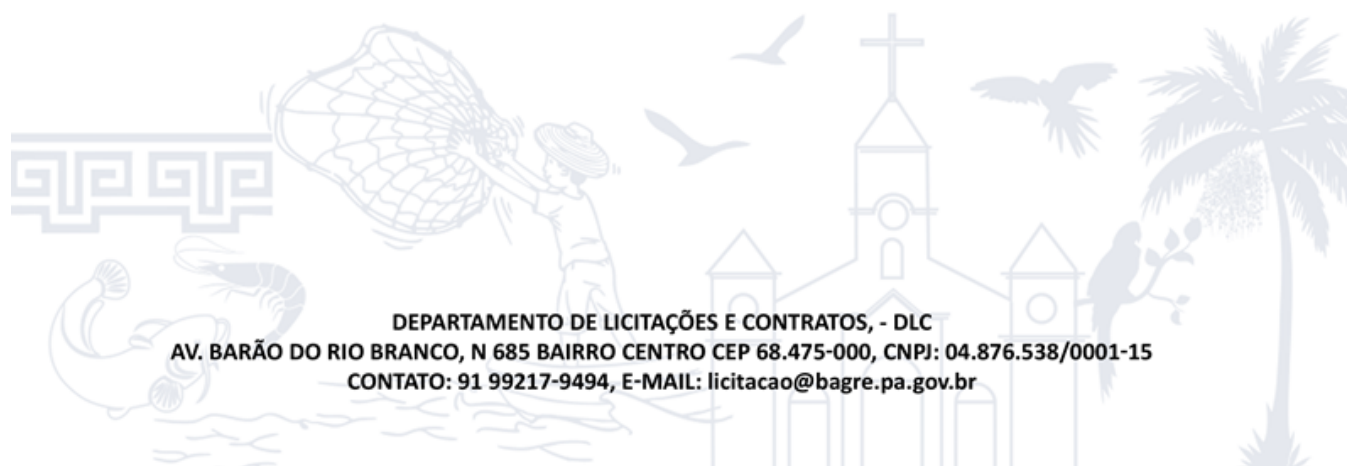 DEPARTAMENTO DE LICITAÇÕES E CONTRATOS, - DLC
AV. BARÃO DO RIO BRANCO, N 685 BAIRRO CENTRO CEP 68.475-000, CNPJ: 04.876.538/0001-15
CONTATO: 91 99217-9494, E-MAIL: licitacao@bagre.pa.gov.br